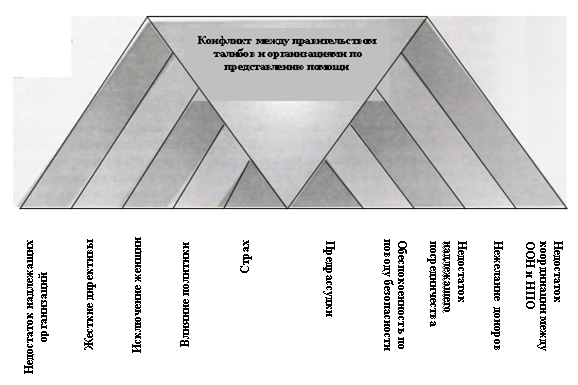 Конфликт между правительством
талибов и организациями по
представлению помощи
Недостаток надлежащих
организаций
Жесткие директивы
Исключение женщин
Влияние политики
Страх
Предрассудки
Обеспокоенность по
поводу безопасности
Недостаток
надлежащего
посредничества
Нежелание доноров
Недостаток
координации между
ООН и НПО